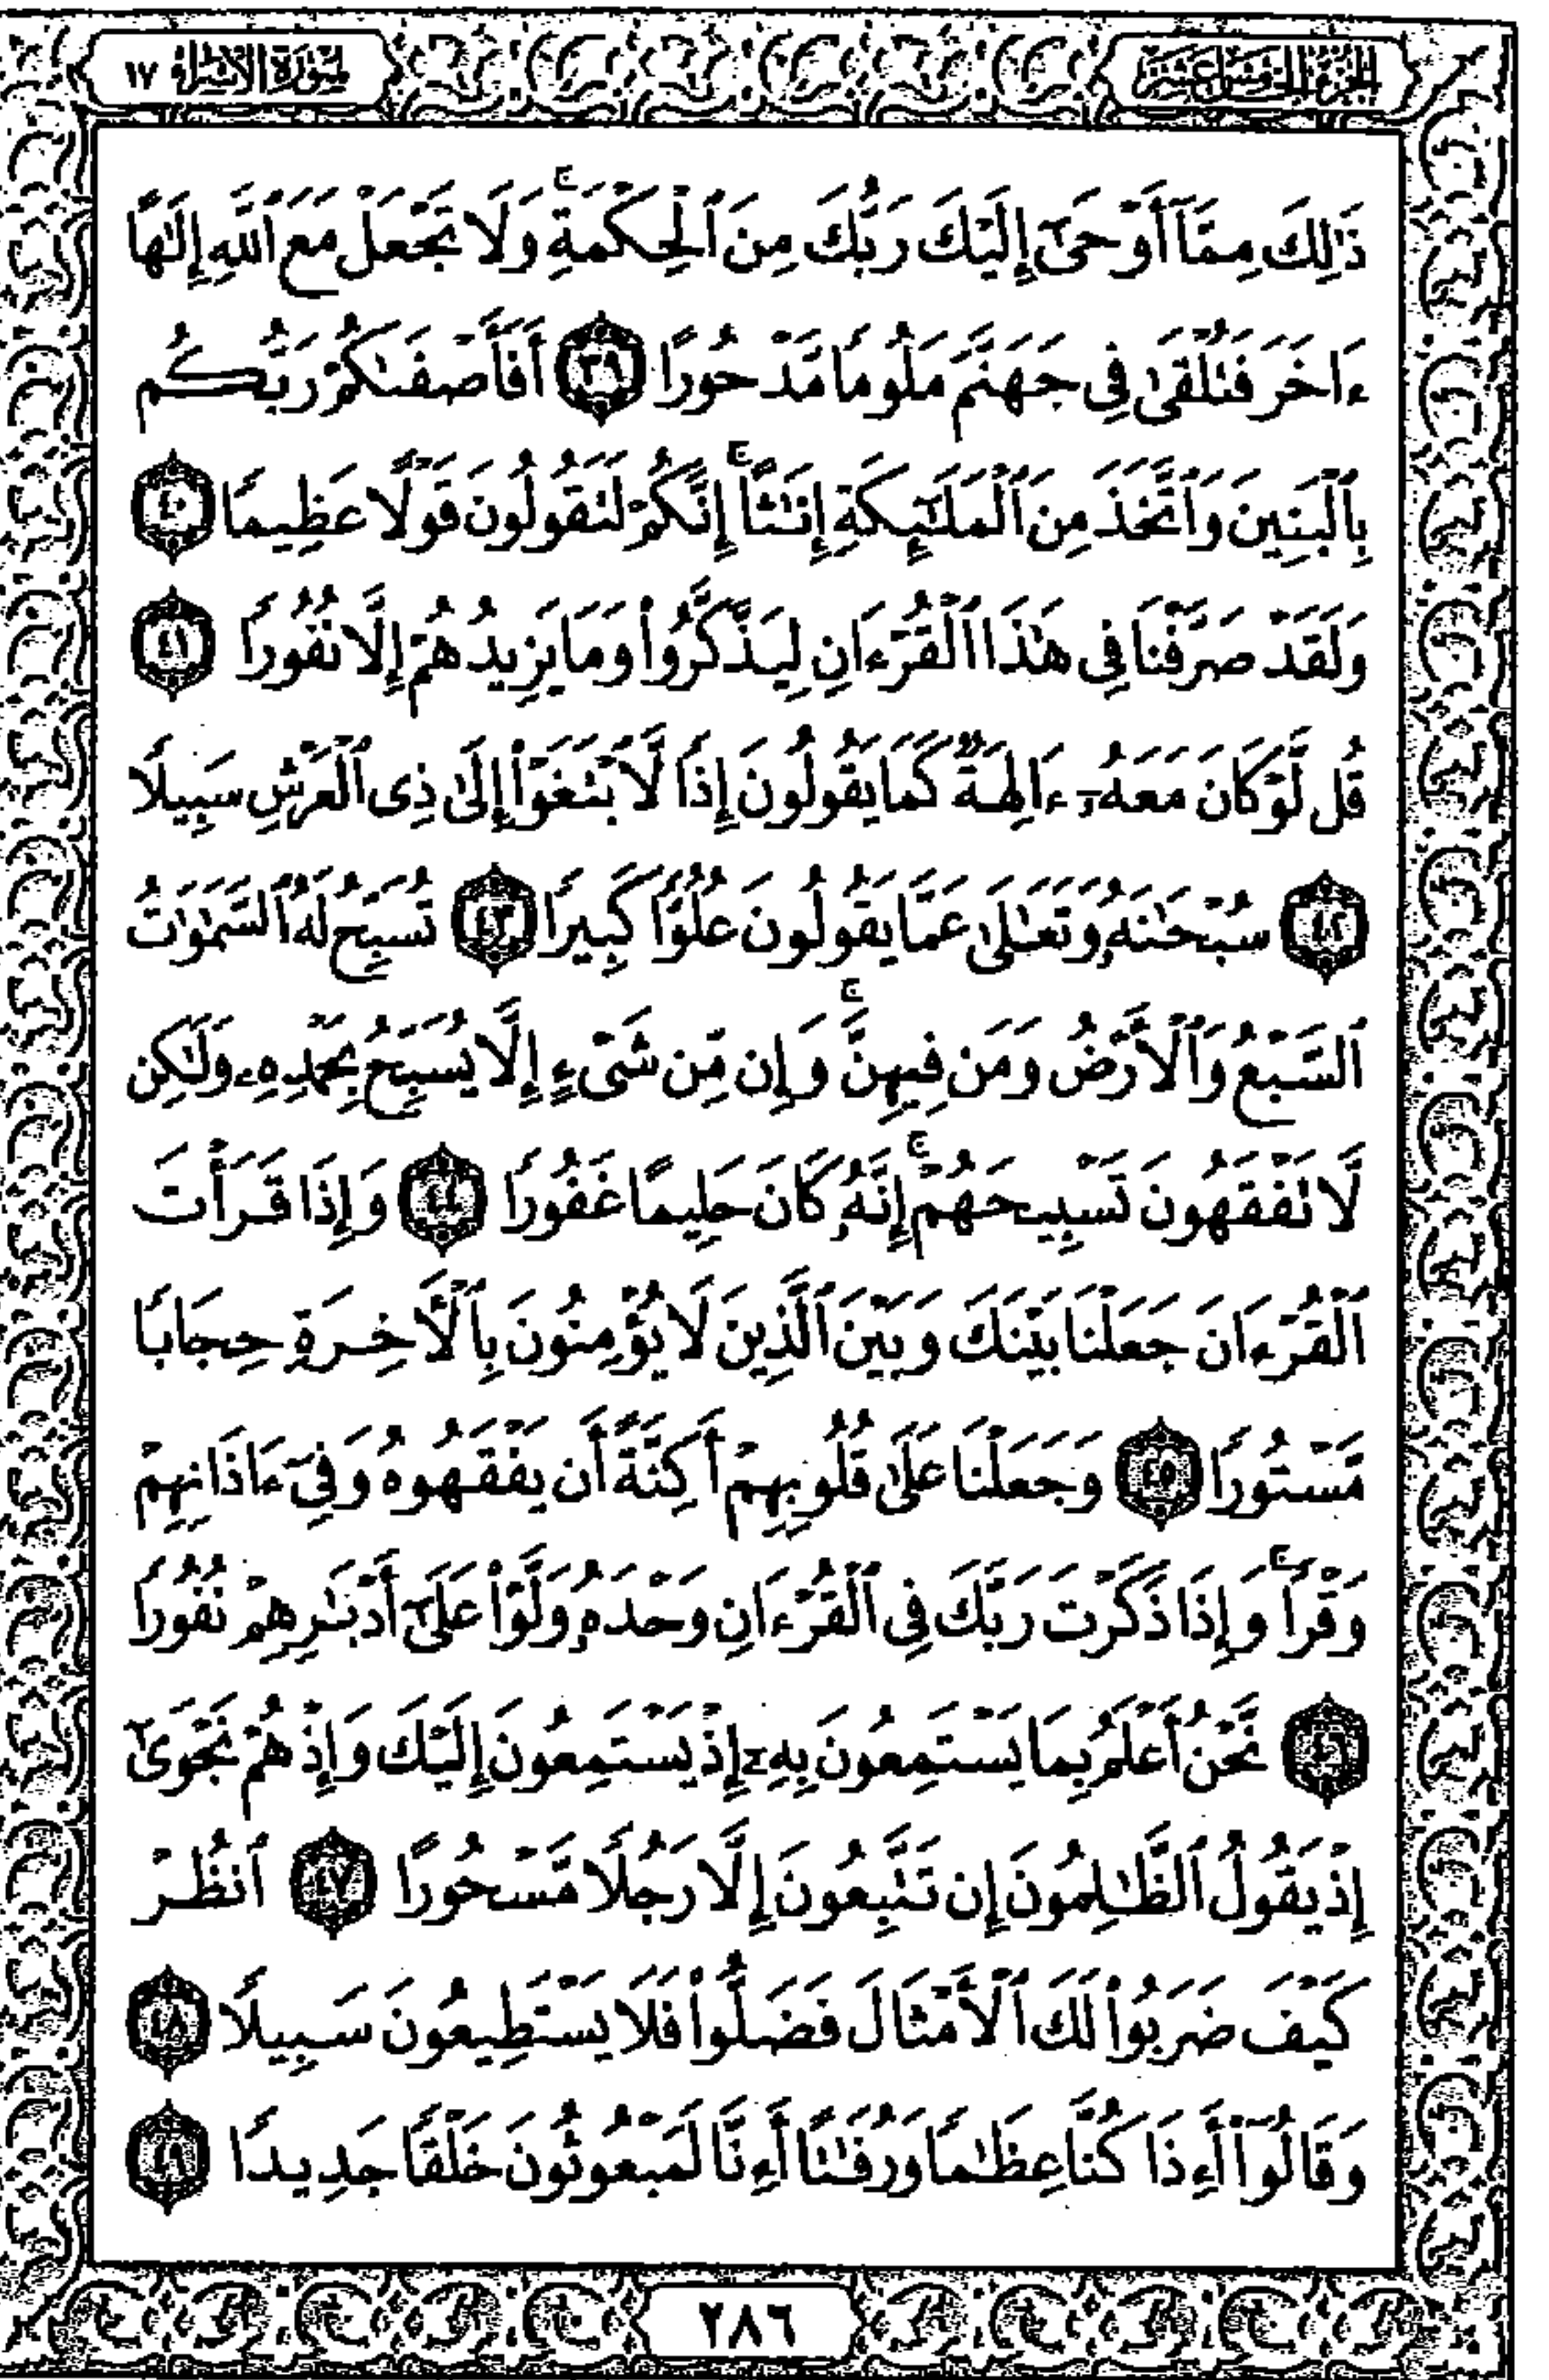 الجزء الخامس عشر
سورة الإسراء ١٧
ذَٰلِكَ مِمَّآ أَوْحَىٰٓ إِلَيْكَ رَبُّكَ مِنَ ٱلْحِكْمَةِ ۗ وَلَا تَجْعَلْ مَعَ ٱللَّهِ إِلَٰهًا
ءَاخَرَ فَتُلْقَىٰ فِى جَهَنَّمَ مَلُومًا مَّدْحُورًا ٣٩ أَفَأَصْفَىٰكُمْ رَبُّكُم
بِٱلْبَنِينَ وَٱتَّخَذَ مِنَ ٱلْمَلَٰٓئِكَةِ إِنَٰثًا ۚ إِنَّكُمْ لَتَقُولُونَ قَوْلًا عَظِيمًا ٤٠
وَلَقَدْ صَرَّفْنَا فِى هَٰذَا ٱلْقُرْءَانِ لِيَذَّكَّرُوا۟ وَمَا يَزِيدُهُمْ إِلَّا نُفُورًا ٤١
قُل لَّوْ كَانَ مَعَهُۥٓ ءَالِهَةٌ كَمَا يَقُولُونَ إِذًا لَّٱبْتَغَوْا۟ إِلَىٰ ذِى ٱلْعَرْشِ سَبِيلًا
٤٢ سُبْحَٰنَهُۥ وَتَعَٰلَىٰ عَمَّا يَقُولُونَ عُلُوًّا كَبِيرًا ٤٣ تُسَبِّحُ لَهُ ٱلسَّمَٰوَٰتُ
ٱلسَّبْعُ وَٱلْأَرْضُ وَمَن فِيهِنَّ ۚ وَإِن مِّن شَىْءٍ إِلَّا يُسَبِّحُ بِحَمْدِهِۦ وَلَٰكِن
لَّا تَفْقَهُونَ تَسْبِيحَهُمْ ۗ إِنَّهُۥ كَانَ حَلِيمًا غَفُورًا ٤٤ وَإِذَا قَرَأْتَ
ٱلْقُرْءَانَ جَعَلْنَا بَيْنَكَ وَبَيْنَ ٱلَّذِينَ لَا يُؤْمِنُونَ بِٱلْأَخِرَةِ حِجَابًا
مَّسْتُورًا ٤٥ وَجَعَلْنَا عَلَىٰ قُلُوبِهِمْ أَكِنَّةً أَن يَفْقَهُوهُ وَفِىٓ ءَاذَانِهِمْ
وَقْرًا ۚ وَإِذَا ذَكَرْتَ رَبَّكَ فِى ٱلْقُرْءَانِ وَحْدَهُۥ وَلَّوْا۟ عَلَىٰٓ أَدْبَٰرِهِمْ نُفُورًا
٤٦ نَّحْنُ أَعْلَمُ بِمَا يَسْتَمِعُونَ بِهِۦٓ إِذْ يَسْتَمِعُونَ إِلَيْكَ وَإِذْ هُمْ نَجْوَىٰٓ
إِذْ يَقُولُ ٱلظَّٰلِمُونَ إِن تَتَّبِعُونَ إِلَّا رَجُلًا مَّسْحُورًا ٤٧ ٱنظُرْ
كَيْفَ ضَرَبُوا۟ لَكَ ٱلْأَمْثَالَ فَضَلُّوا۟ فَلَا يَسْتَطِيعُونَ سَبِيلًا ٤٨
وَقَالُوٓا۟ أَءِذَا كُنَّا عِظَٰمًا وَرُفَٰتًا أَءِنَّا لَمَبْعُوثُونَ خَلْقًا جَدِيدًا ٤٩
٢٨٦